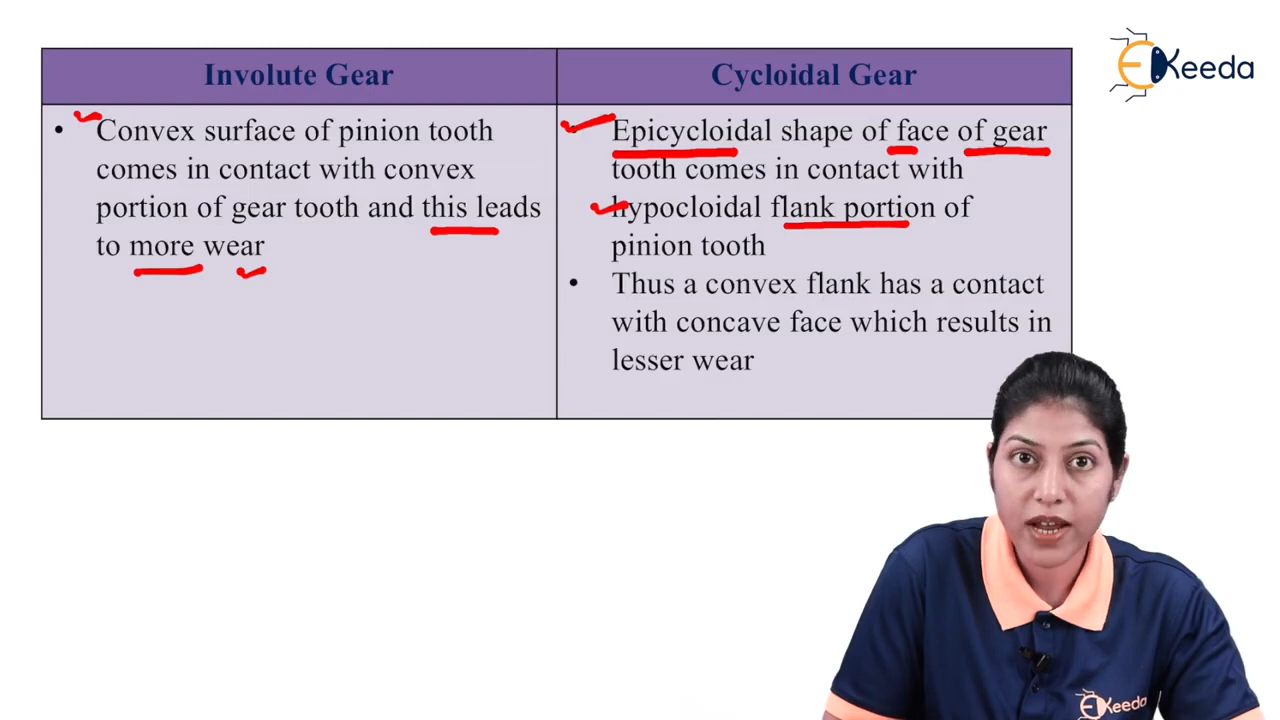 Involute Gear
Cycloidal Gear
EKeeda
• Convex surface of pinion tooth
comes in contact with convex
portion of gear tooth and this leads
to more wear
• Epicycloidal shape of face of gear
tooth comes in contact with
hypocloidal flank portion of
pinion tooth
• Thus a convex flank has a contact
with concave face which results in
lesser wear
EKeeda